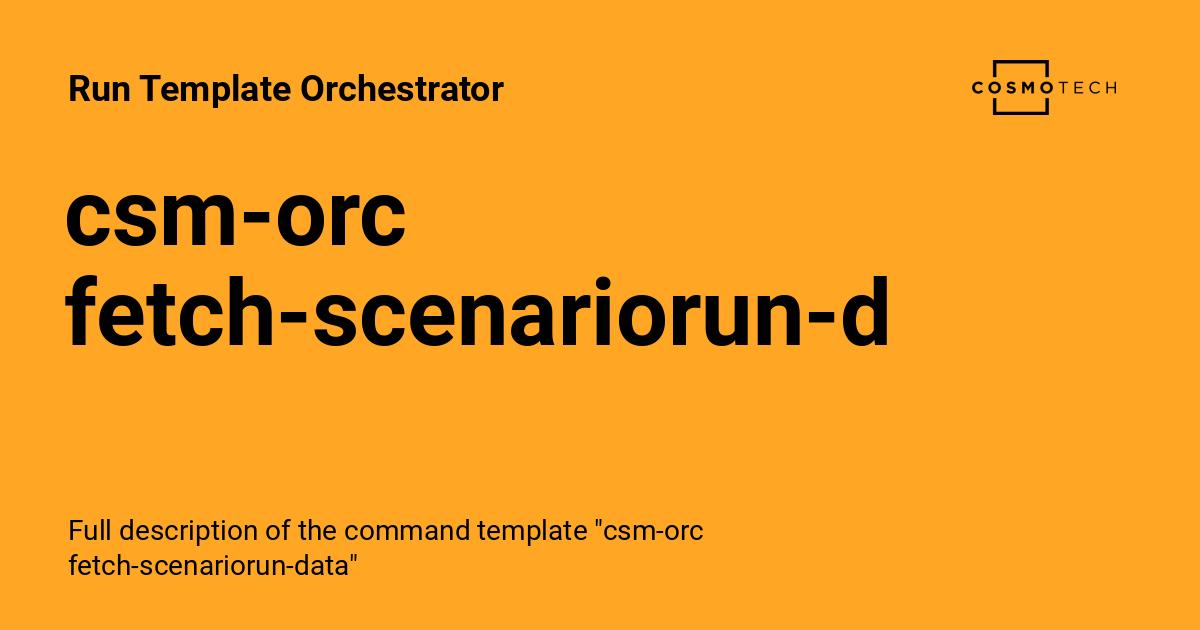 Run Template Orchestrator
COSMOTECH
csm-orc
fetch-scenariorun-d
Full description of the command template "csm-orc
fetch-scenariorun-data"